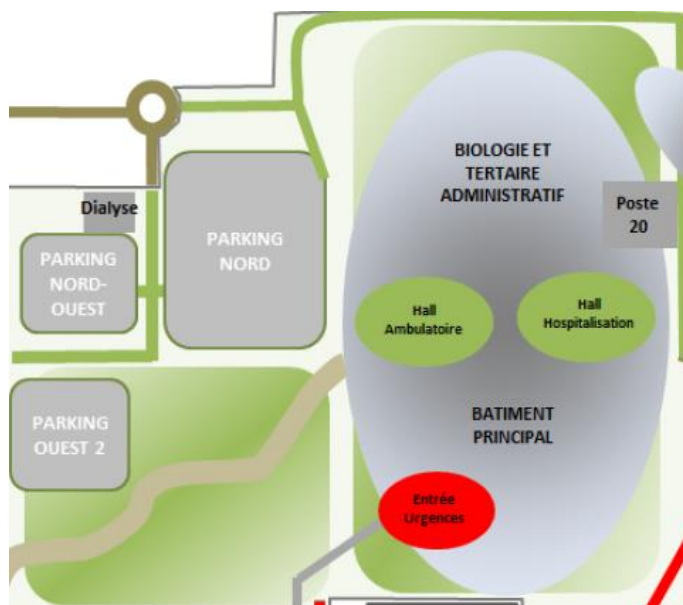 BIOLOGIE ET
TERTAIRE
ADMINISTRATIF
Dialyse
Poste
20
PARKING
NORD
PARKING
NORD-
OUEST
Hall
Ambulatoire
Hall
Hospitalisation
PARKING
OUEST 2
BATIMENT
PRINCIPAL
Entrée
Urgences